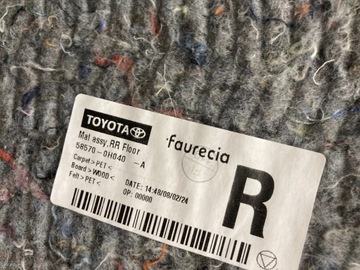 TOYOTA
faurecia
Mat assy, RR Floor
58570-0H040 -A
Carpet>PET<
Board>WOOD<
Felt>PET<
DATE: 14:48/08/02/24
OP. 00000
R